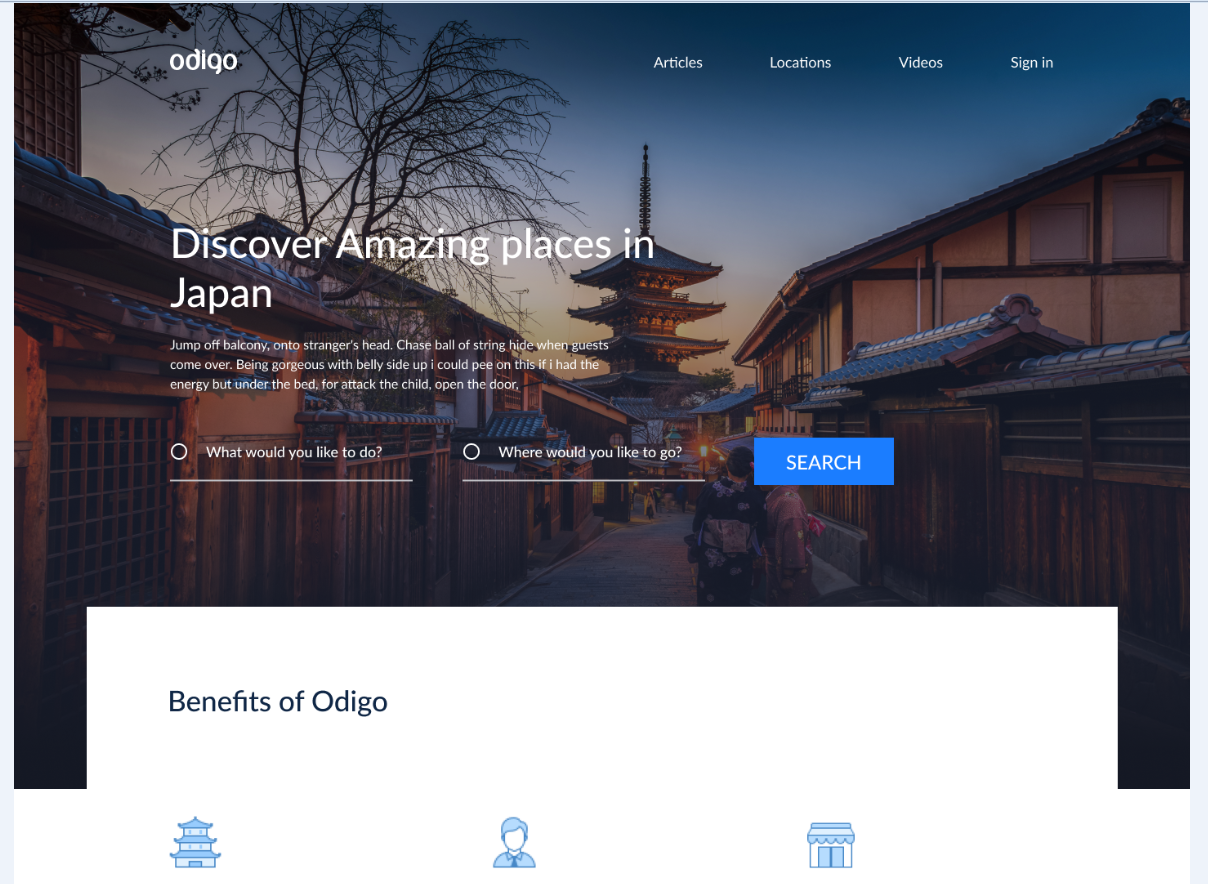 odigo
Articles Locations Videos Sign in
Discover Amazing places in
Japan
Jump off balcony, onto stranger's head. Chase ball of string hide when guests
come over. Being gorgeous with belly side up i could pee on this if i had the
energy but under the bed, for attack the child, open the door,
What would you like to do? Where would you like to go? SEARCH
Benefits of Odigo